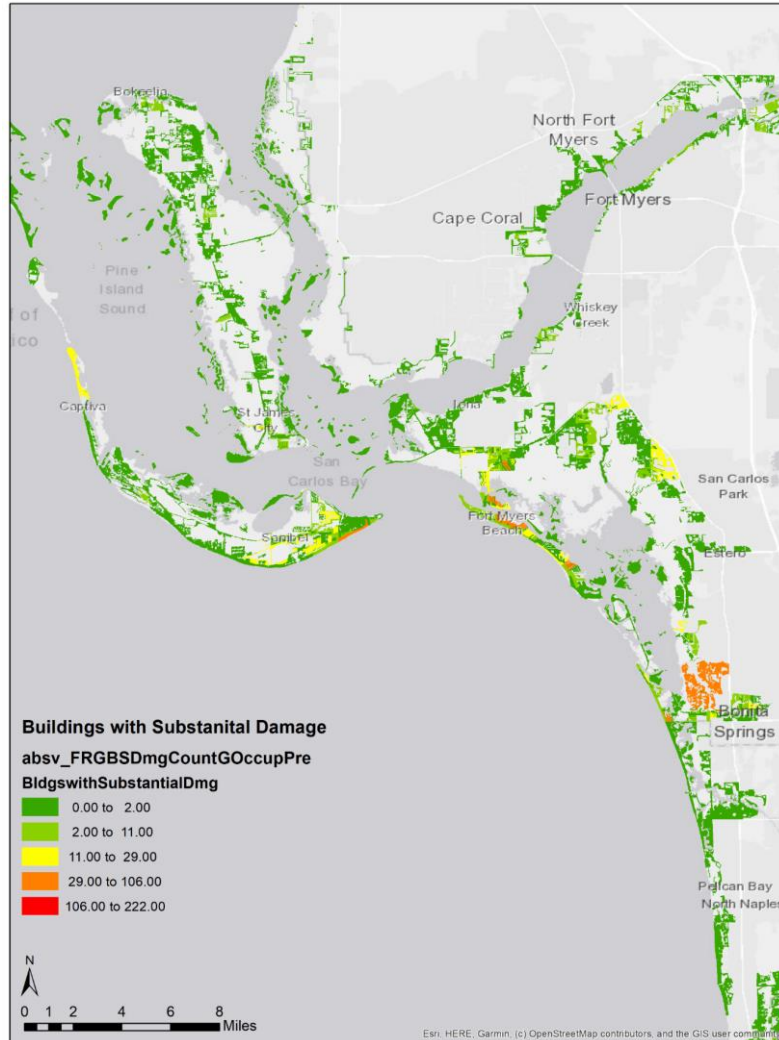 Bokeelia
North Fort
Myers
Fort Myers
Cape Coral
Pine
Island
Sound
Whiskey
Creek
l of
ico
Captiva
Iona
St James
City
San
Carlos Bay
San Carlos
Park
Fort Myers
Beach
Sanibel
Estero
Buildings with Substanital Damage
absv_FRGBSDmgCountGOccupPre
BldgswithSubstantialDmg
0.00 to 2.00
2.00 to 11.00
11.00 to 29.00
29.00 to 106.00
106.00 to 222.00
Bonita
Springs
Pelican Bay
North Naples
N
0 1 2 4 6 8
Miles
Esri, HERE, Garmin, (c) OpenStreetMap contributors, and the GIS user